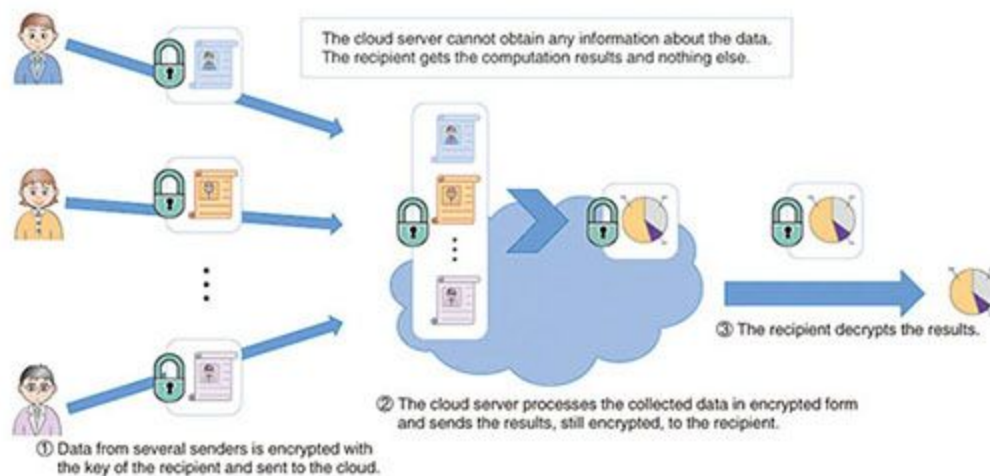 The cloud server cannot obtain any information about the data.
The recipient gets the computation results and nothing else.
③ The recipient decrypts the results.
② The cloud server processes the collected data in encrypted form
and sends the results, still encrypted, to the recipient.
① Data from several senders is encrypted with
the key of the recipient and sent to the cloud.